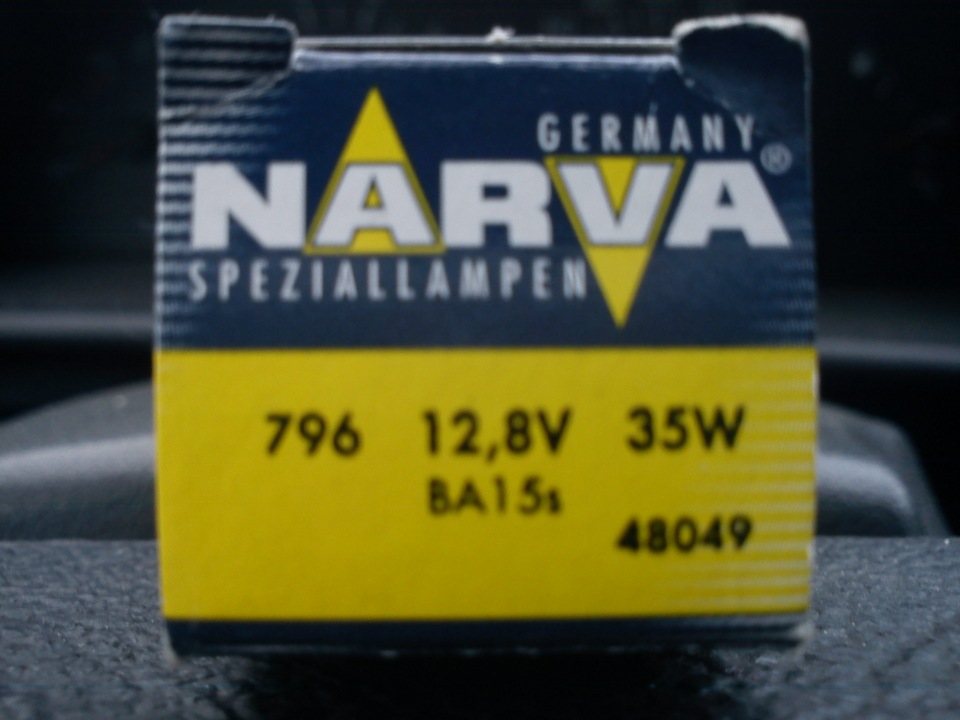 GERMANY
NARVA®
SPEZIALLAMPEN
796 12,8V 35W
BA15s
48049